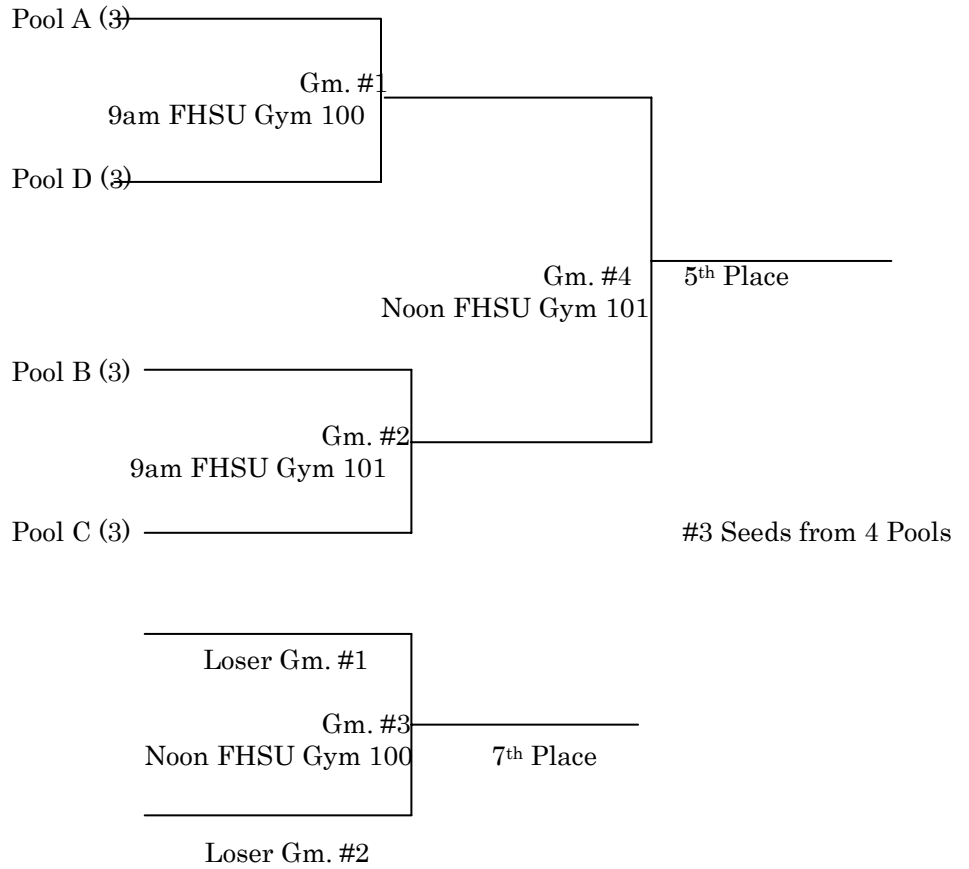 Pool A (3)
Gm. #1
9am FHSU Gym 100
Pool D (3)
Gm. #4
5th Place
Noon FHSU Gym 101
Pool B (3)
Gm. #2
9am FHSU Gym 101
Pool C (3)
#3 Seeds from 4 Pools
Loser Gm. #1
Gm. #3
Noon FHSU Gym 100
7th Place
Loser Gm. #2